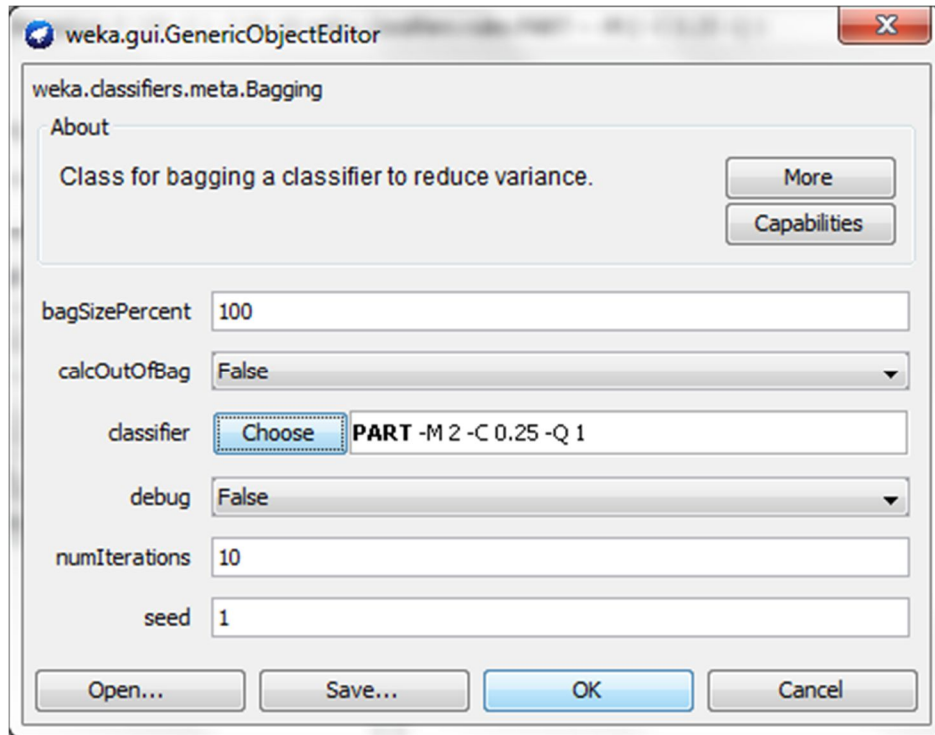 weka.gui.GenericObjectEditor
weka.classifiers.meta.Bagging
About
Class for bagging a classifier to reduce variance.
More
Capabilities
bagSizePercent 100
calcOutOfBag False
classifier Choose PART -M 2 -C 0.25 -Q 1
debug False
numIterations 10
seed 1
Open... Save... OK Cancel